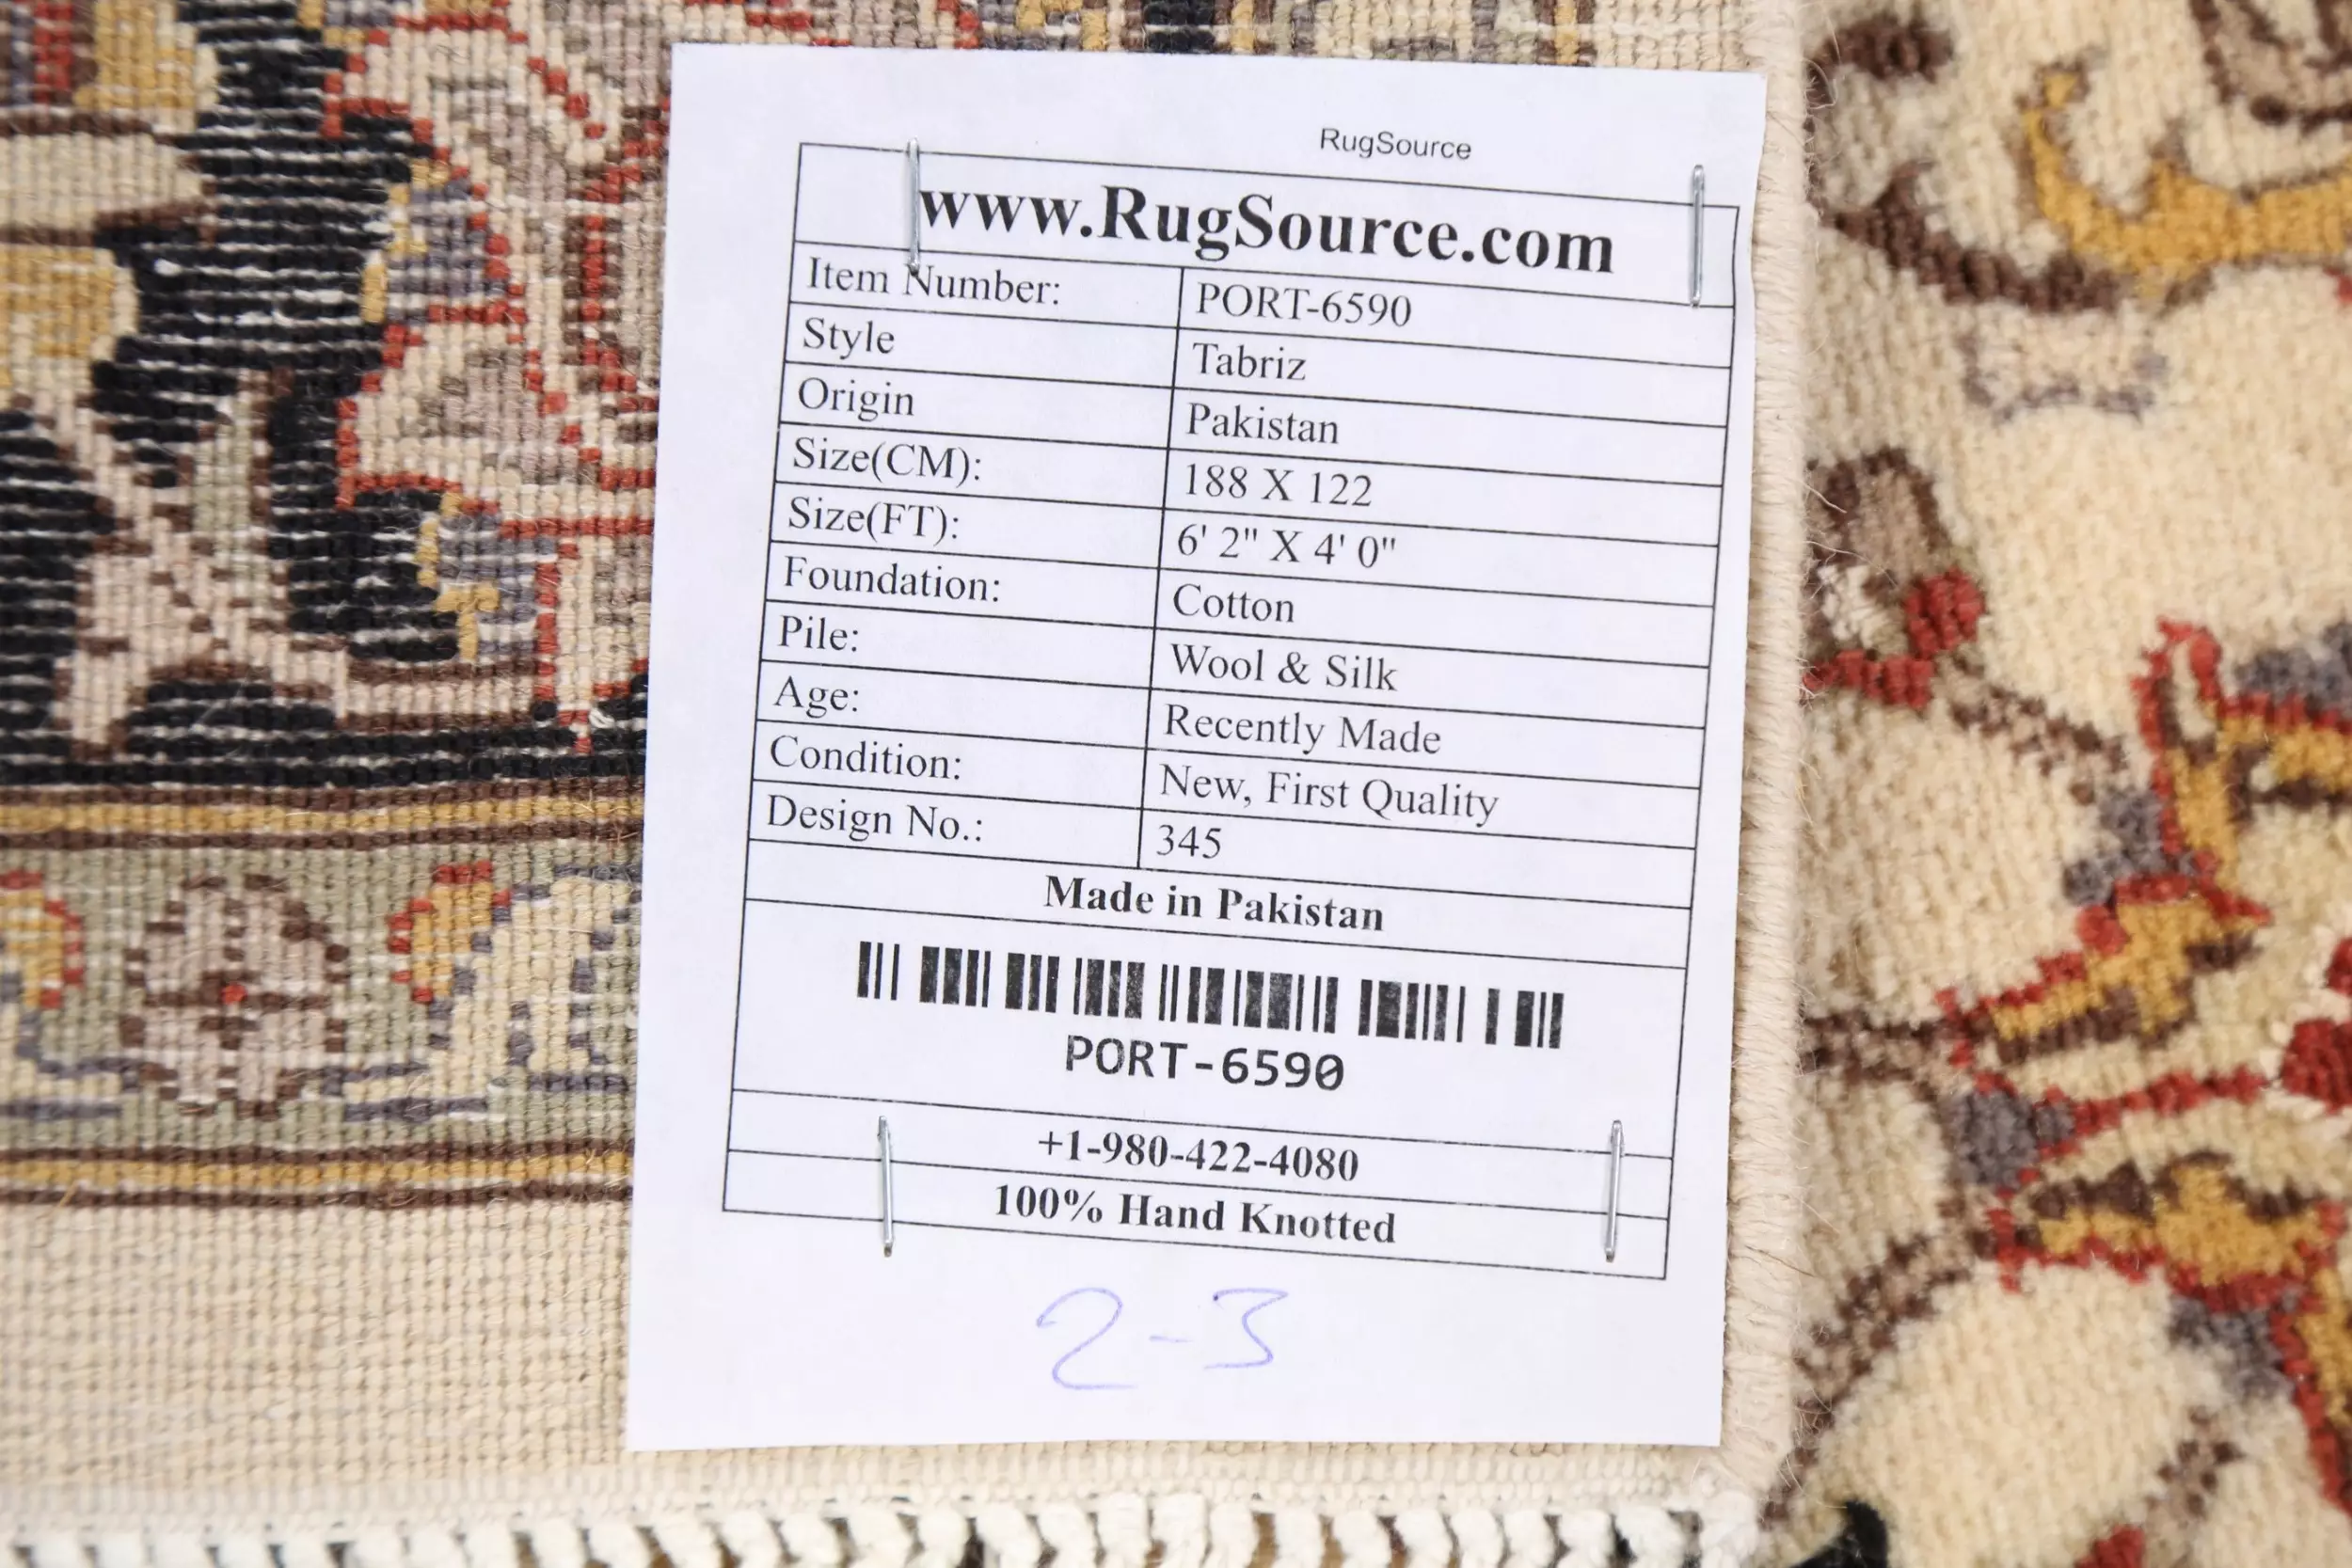 RugSource
www.RugSource.com
Item Number: PORT-6590
Style Tabriz
Origin Pakistan
Size(CM): 188 X 122
Size(FT): 6' 2" X 4' 0"
Foundation: Cotton
Pile: Wool & Silk
Age: Recently Made
Condition: New, First Quality
Design No.: 345
Made in Pakistan
PORT-6590
+1-980-422-4080
100% Hand Knotted
2-3